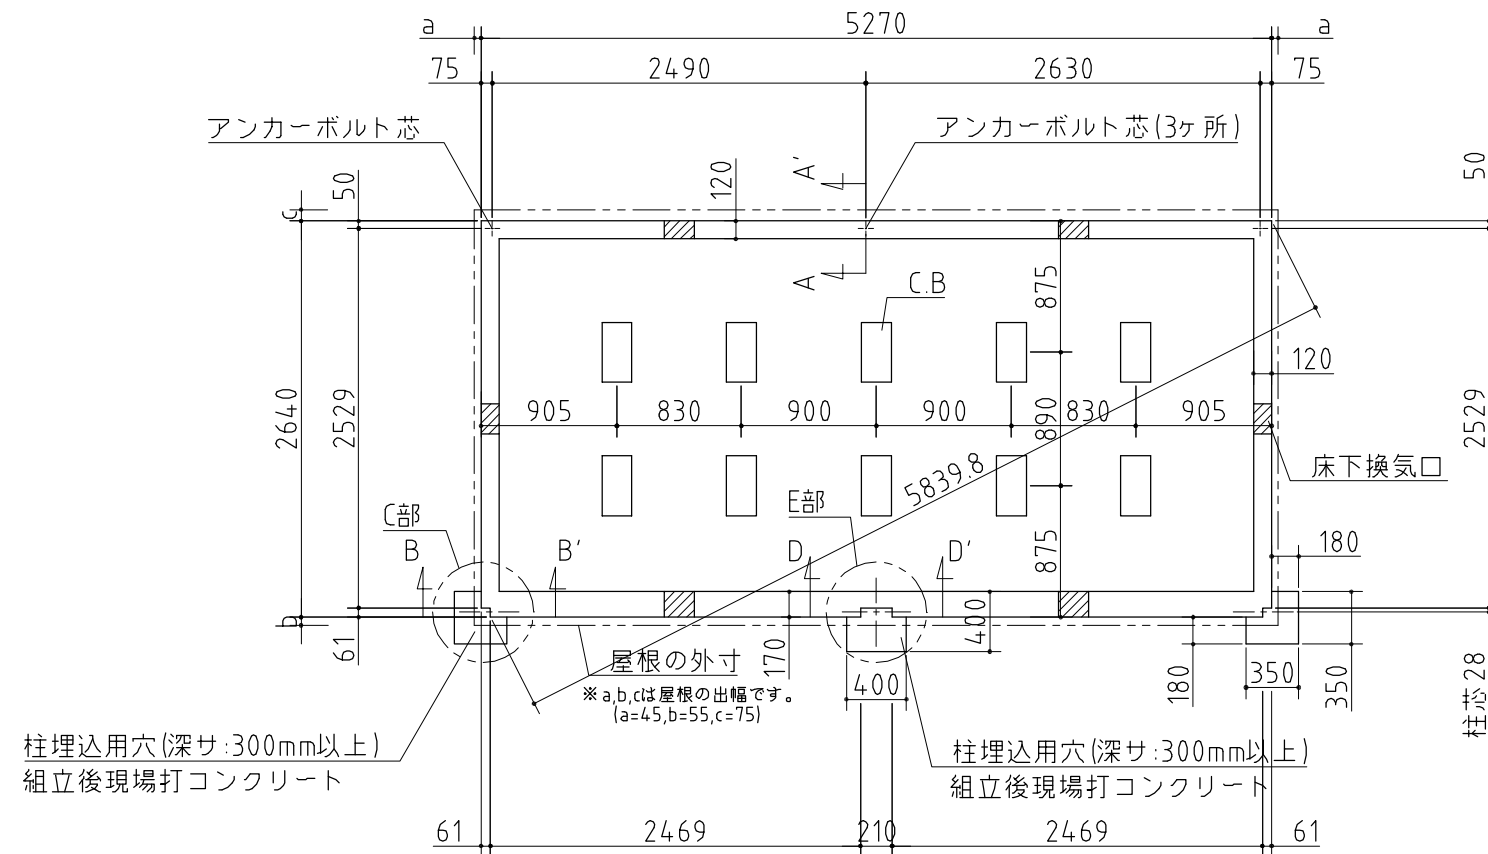 a
5270
a
75
2490
2630
75
アンカーボルト芯
アンカーボルト芯(3ヶ所)
50
120
A'
50
c
A
C.B
875
120
2640
2529
905
830
900
900
890
830
905
2529
5839.8
床下換気口
C部
E部
B
B'
D
D'
875
180
b
61
屋根の外寸
170
400
400
※a,b,cは屋根の出幅です。
(a=45,b=55,c=75)
180
350
350
柱芯28
柱埋込用穴(深サ:300mm以上)
組立後現場打コンクリート
柱埋込用穴(深サ:300mm以上)
組立後現場打コンクリート
61
2469
210
2469
61